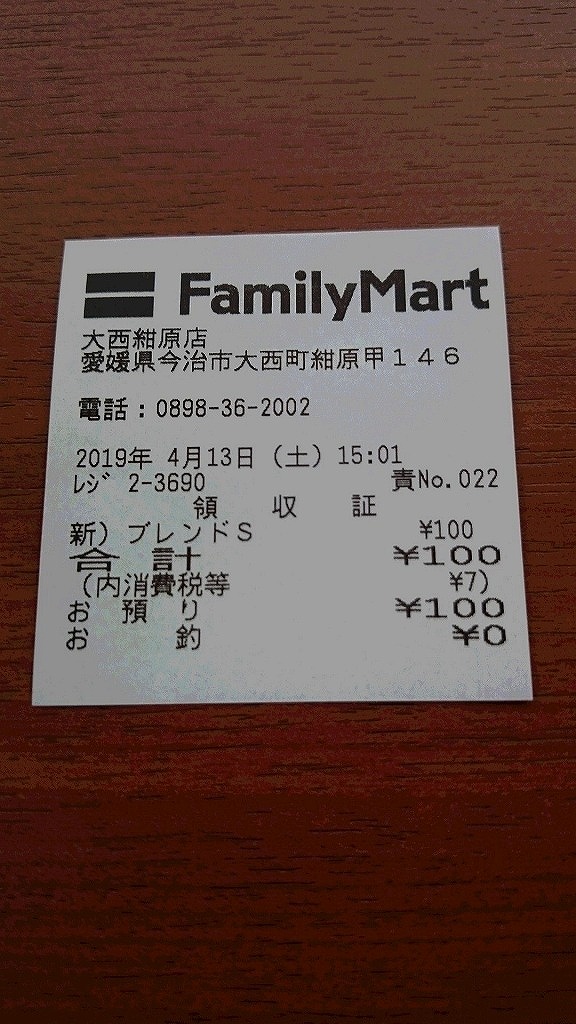 FamilyMart
大西紺原店
愛媛県今治市大西町紺原甲146
電話:0898-36-2002
2019年 4月13日(土)15:01
レジ 2-3690 責No.022
領 収 証
新)ブレンドS ¥100
合 計 ¥100
(内消費税等 ¥7)
お 預 り ¥100
お 釣 ¥0